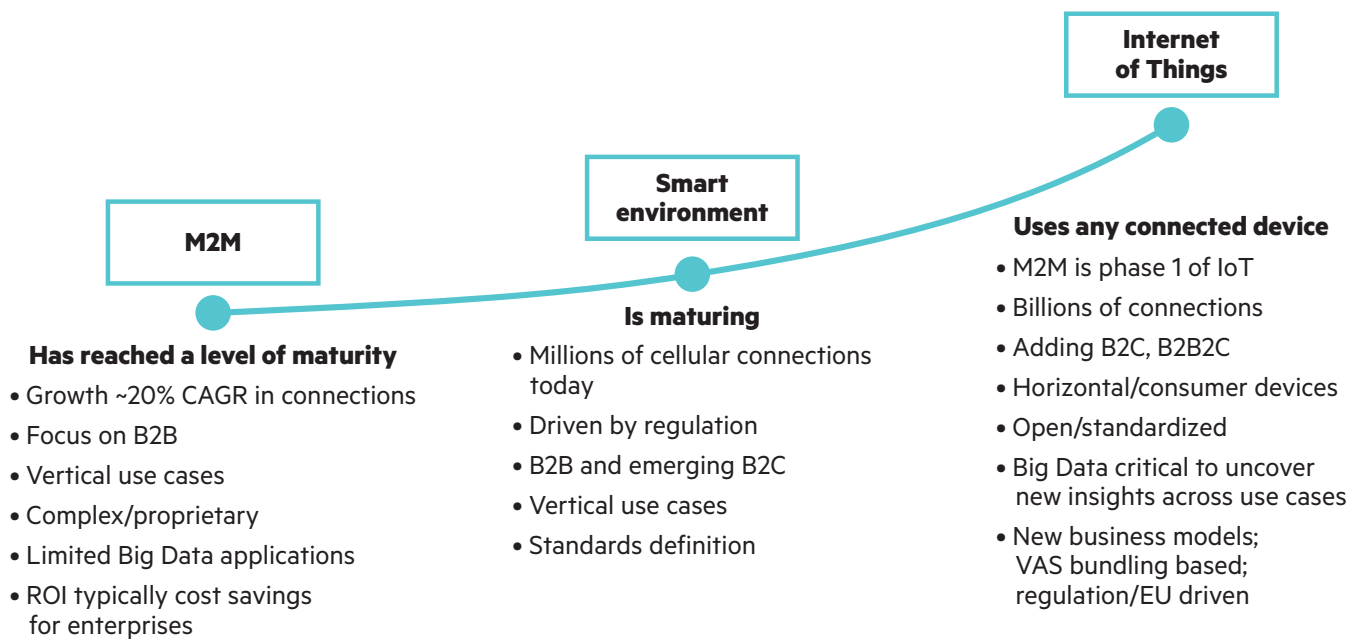 M2M
Has reached a level of maturity
• Growth ~20% CAGR in connections
• Focus on B2B
• Vertical use cases
• Complex/proprietary
• Limited Big Data applications
• ROI typically cost savings
for enterprises
Smart
environment
Is maturing
• Millions of cellular connections
today
• Driven by regulation
• B2B and emerging B2C
• Vertical use cases
• Standards definition
Internet
of Things
Uses any connected device
• M2M is phase 1 of IoT
• Billions of connections
• Adding B2C, B2B2C
• Horizontal/consumer devices
• Open/standardized
• Big Data critical to uncover
new insights across use cases
• New business models;
VAS bundling based;
regulation/EU driven